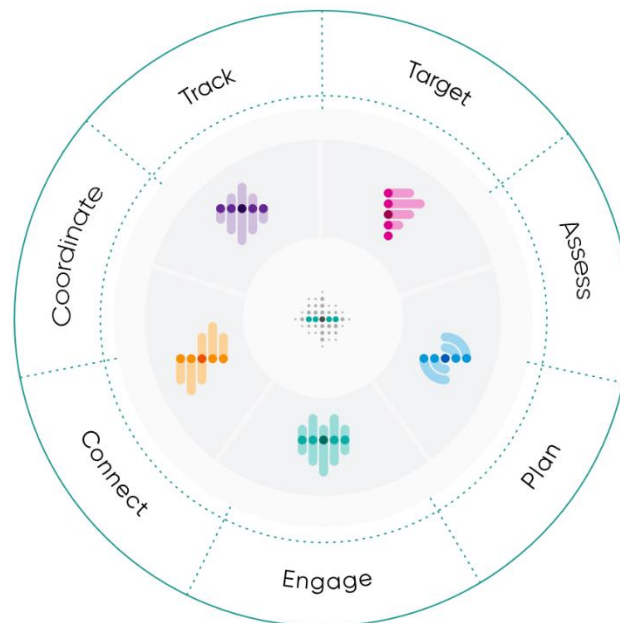 Track
Target
Assess
Plan
Engage
Connect
Coordinate